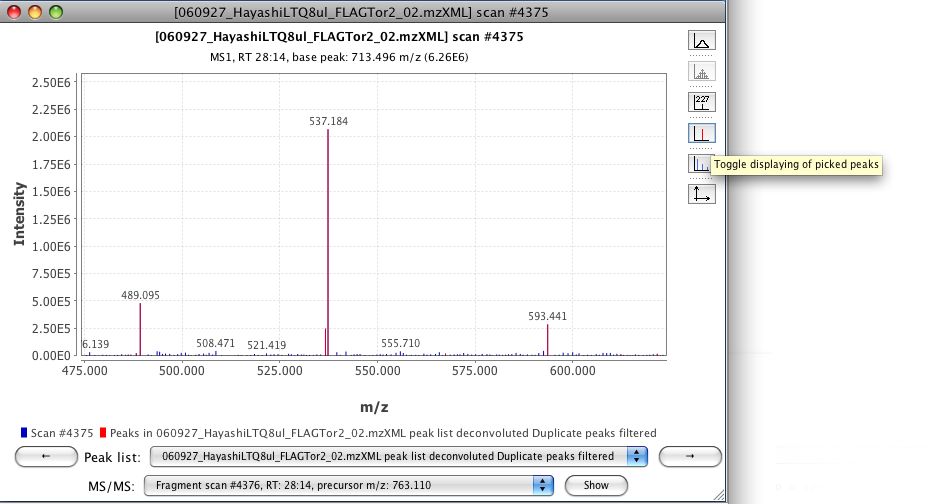 [060927_HayashiLTQ8ul_FLAGTor2_02.mzXML] scan #4375
[060927_HayashiLTQ8ul_FLAGTor2_02.mzXML] scan #4375
MS1, RT 28:14, base peak: 713.496 m/z (6.26E6)
2.50E6
2.25E6
2.00E6
1.75E6
1.50E6
1.25E6
1.00E6
7.50E5
5.00E5
2.50E5
0.00E0
Intensity
537.184
489.095
593.441
6.139
508.471
521.419
555.710
475.000 500.000 525.000 550.000 575.000 600.000
m/z
227
Toggle displaying of picked peaks
Scan #4375 Peaks in 060927_HayashiLTQ8ul_FLAGTor2_02.mzXML peak list deconvoluted Duplicate peaks filtered
← Peak list: 060927_HayashiLTQ8ul_FLAGTor2_02.mzXML peak list deconvoluted Duplicate peaks filtered →
MS/MS: Fragment scan #4376, RT: 28:14, precursor m/z: 763.110 Show